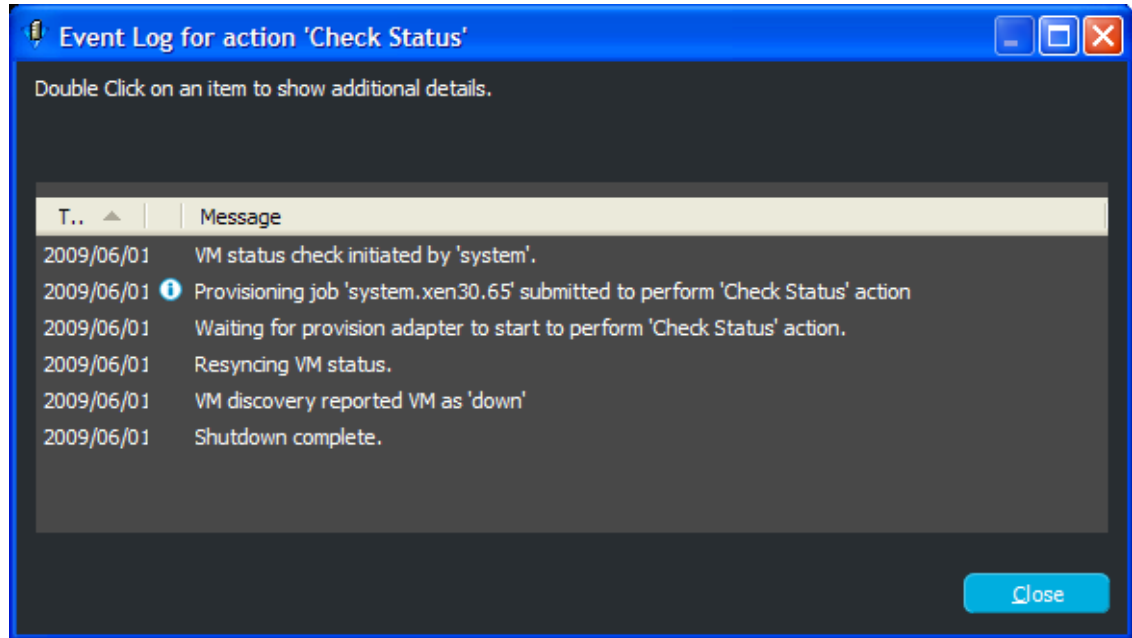 Event Log for action 'Check Status'
Double Click on an item to show additional details.
T.. Message
2009/06/01 VM status check initiated by 'system'.
2009/06/01 Provisioning job 'system.xen30.65' submitted to perform 'Check Status' action
2009/06/01 Waiting for provision adapter to start to perform 'Check Status' action.
2009/06/01 Resyncing VM status.
2009/06/01 VM discovery reported VM as 'down'
2009/06/01 Shutdown complete.
Close